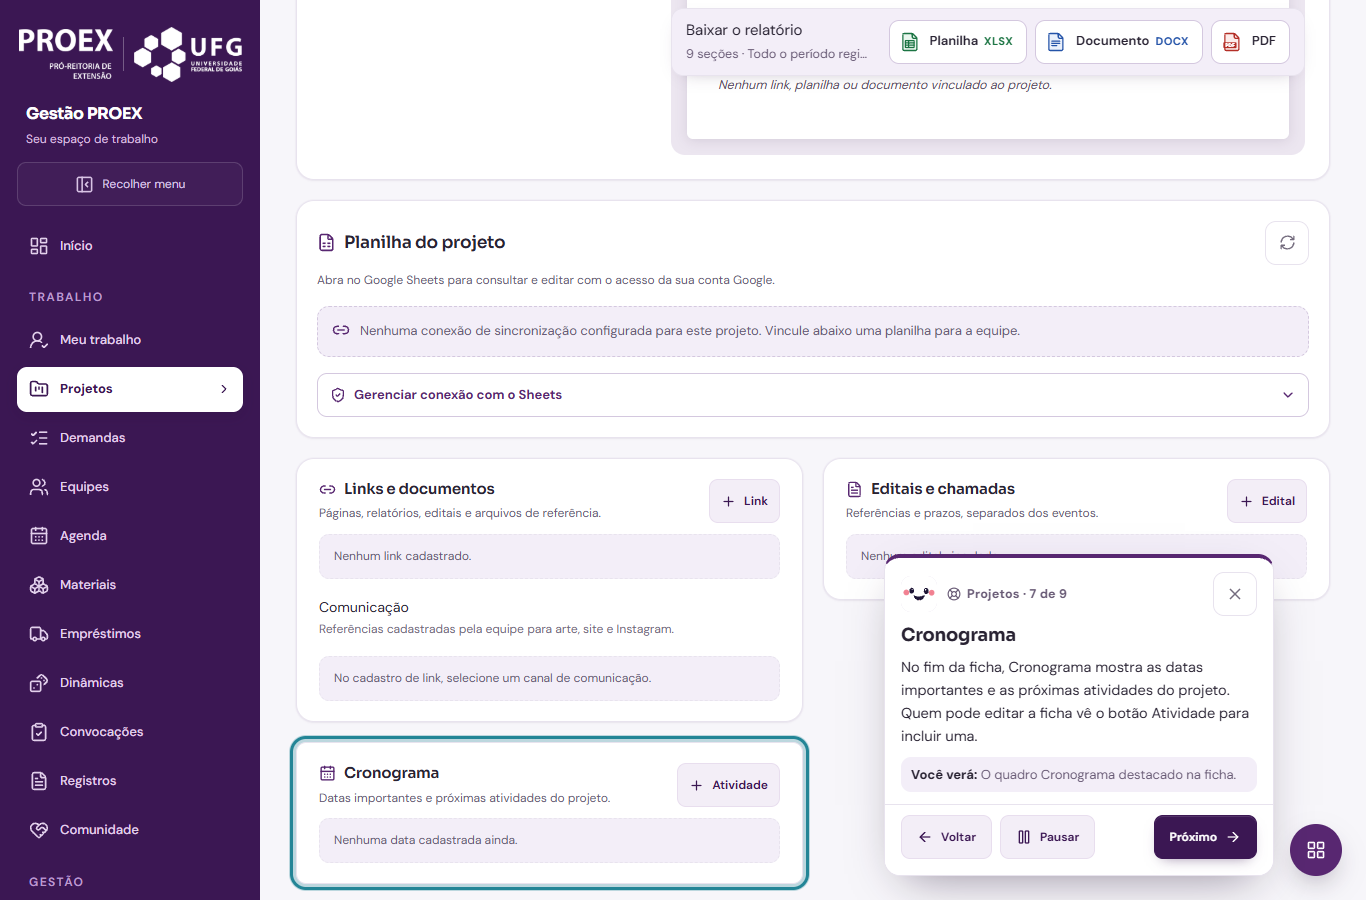 PROEX
PRÓ-REITORIA DE
EXTENSÃO
UFG
UNIVERSIDADE
FEDERAL DE GOIÁS
Gestão PROEX
Seu espaço de trabalho
Recolher menu
Início
TRABALHO
Meu trabalho
Projetos
Demandas
Equipes
Agenda
Materiais
Empréstimos
Dinâmicas
Convocações
Registros
Comunidade
GESTÃO
Baixar o relatório
9 seções · Todo o período regi...
Planilha XLSX
Documento DOCX
PDF
Nenhum link, planilha ou documento vinculado ao projeto.
Planilha do projeto
Abra no Google Sheets para consultar e editar com o acesso da sua conta Google.
Nenhuma conexão de sincronização configurada para este projeto. Vincule abaixo uma planilha para a equipe.
Gerenciar conexão com o Sheets
Links e documentos
Páginas, relatórios, editais e arquivos de referência.
Link
Nenhum link cadastrado.
Comunicação
Referências cadastradas pela equipe para arte, site e Instagram.
No cadastro de link, selecione um canal de comunicação.
Editais e chamadas
Referências e prazos, separados dos eventos.
Edital
Cronograma
Datas importantes e próximas atividades do projeto.
Atividade
Nenhuma data cadastrada ainda.
Projetos · 7 de 9
Cronograma
No fim da ficha, Cronograma mostra as datas
importantes e as próximas atividades do projeto.
Quem pode editar a ficha vê o botão Atividade para
incluir uma.
Você verá: O quadro Cronograma destacado na ficha.
Voltar
Pausar
Próximo